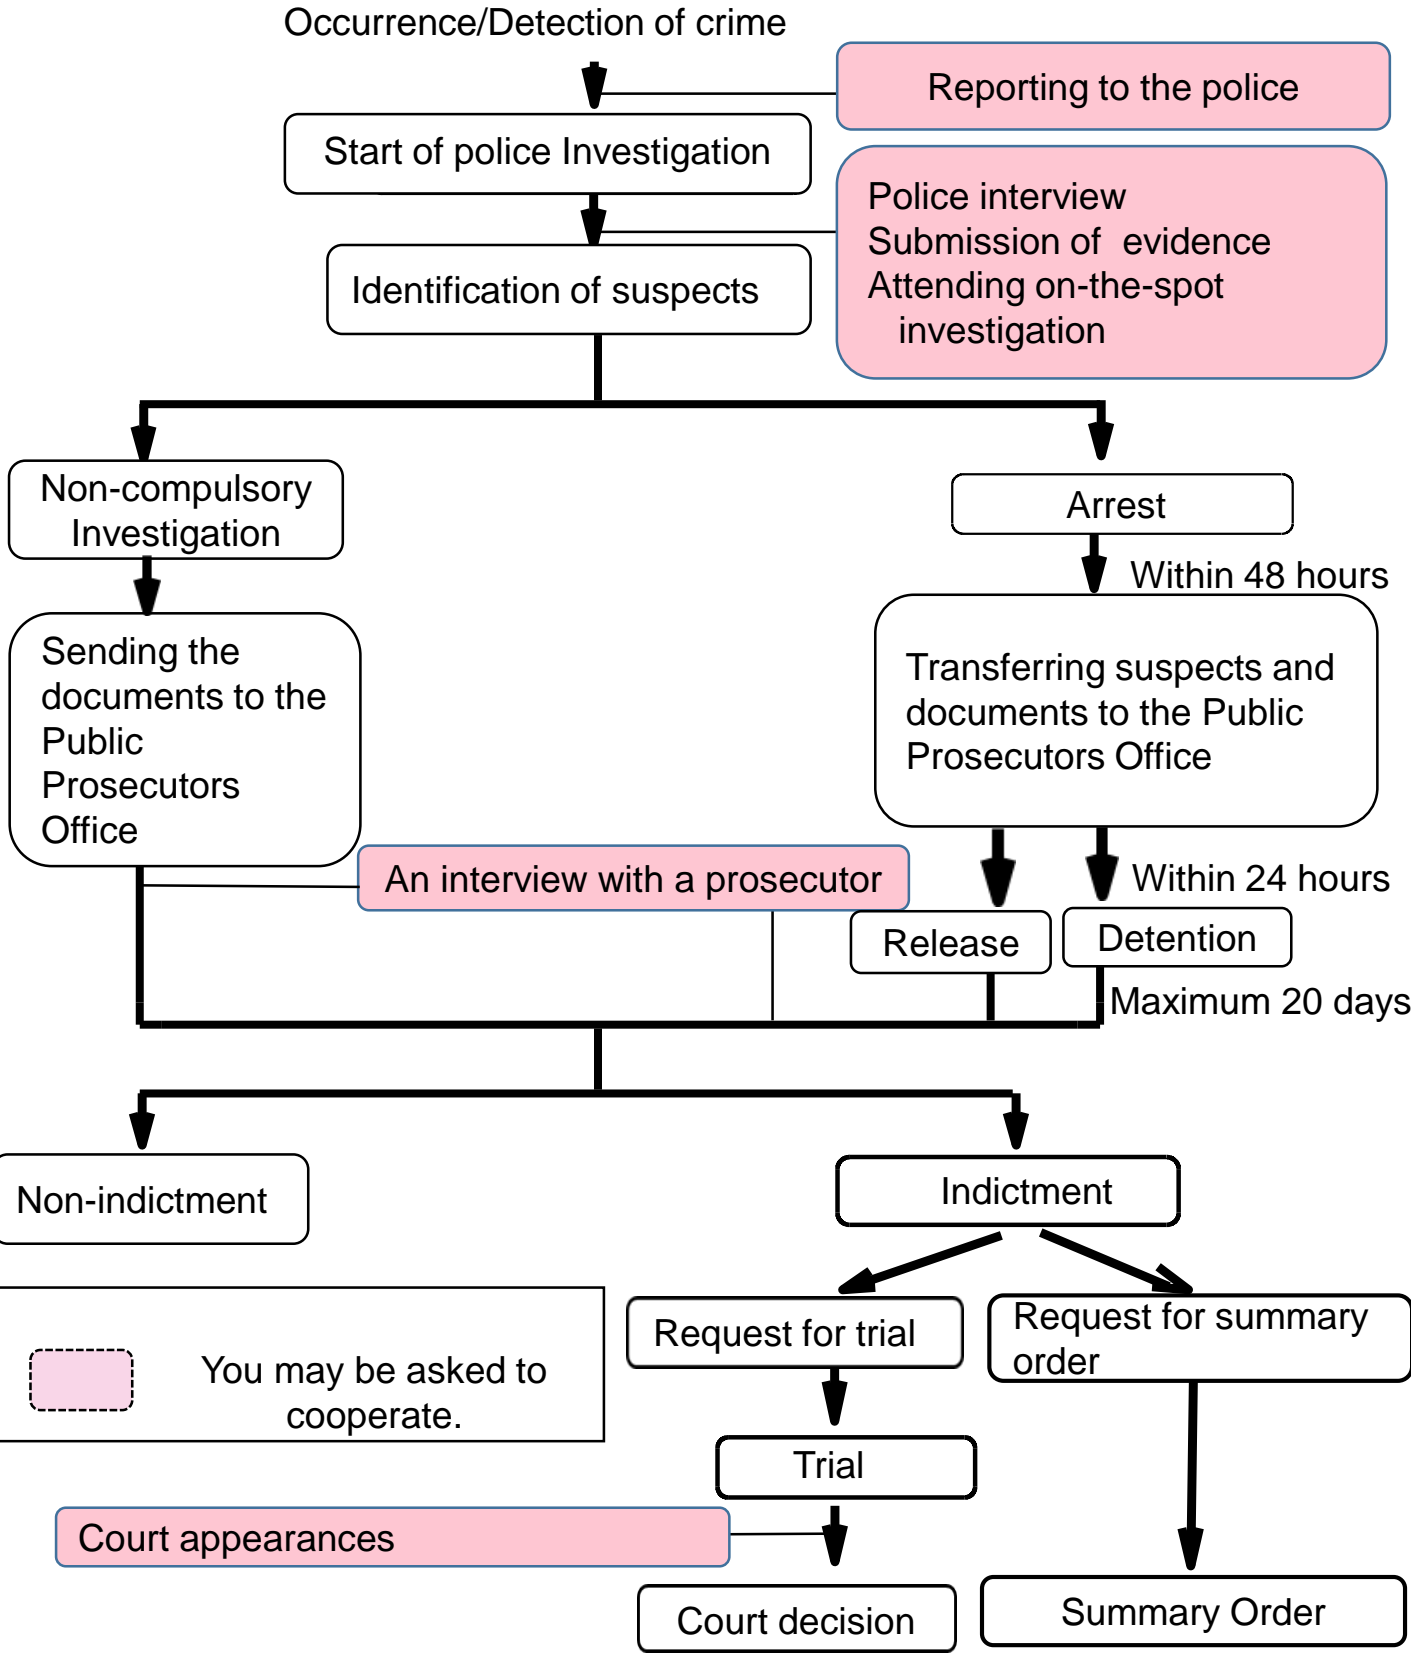 Occurrence/Detection of crime
Reporting to the police
Start of police Investigation
Police interview
Submission of evidence
Attending on-the-spot
investigation
Identification of suspects
Non-compulsory
Investigation
Arrest
Within 48 hours
Sending the
documents to the
Public
Prosecutors
Office
Transferring suspects and
documents to the Public
Prosecutors Office
An interview with a prosecutor
Within 24 hours
Release
Detention
Maximum 20 days
Non-indictment
Indictment
Request for trial
Request for summary
order
You may be asked to
cooperate.
Trial
Court appearances
Court decision
Summary Order